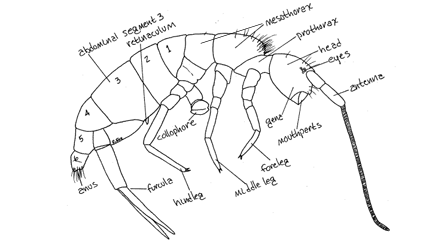 mesothorax
abdominal segment 3
retinaculum
prothorax
head
eyes
antenna
1
2
3
4
5
6
collophore
gena
mouthparts
foreleg
middle leg
hindleg
furcula
anus